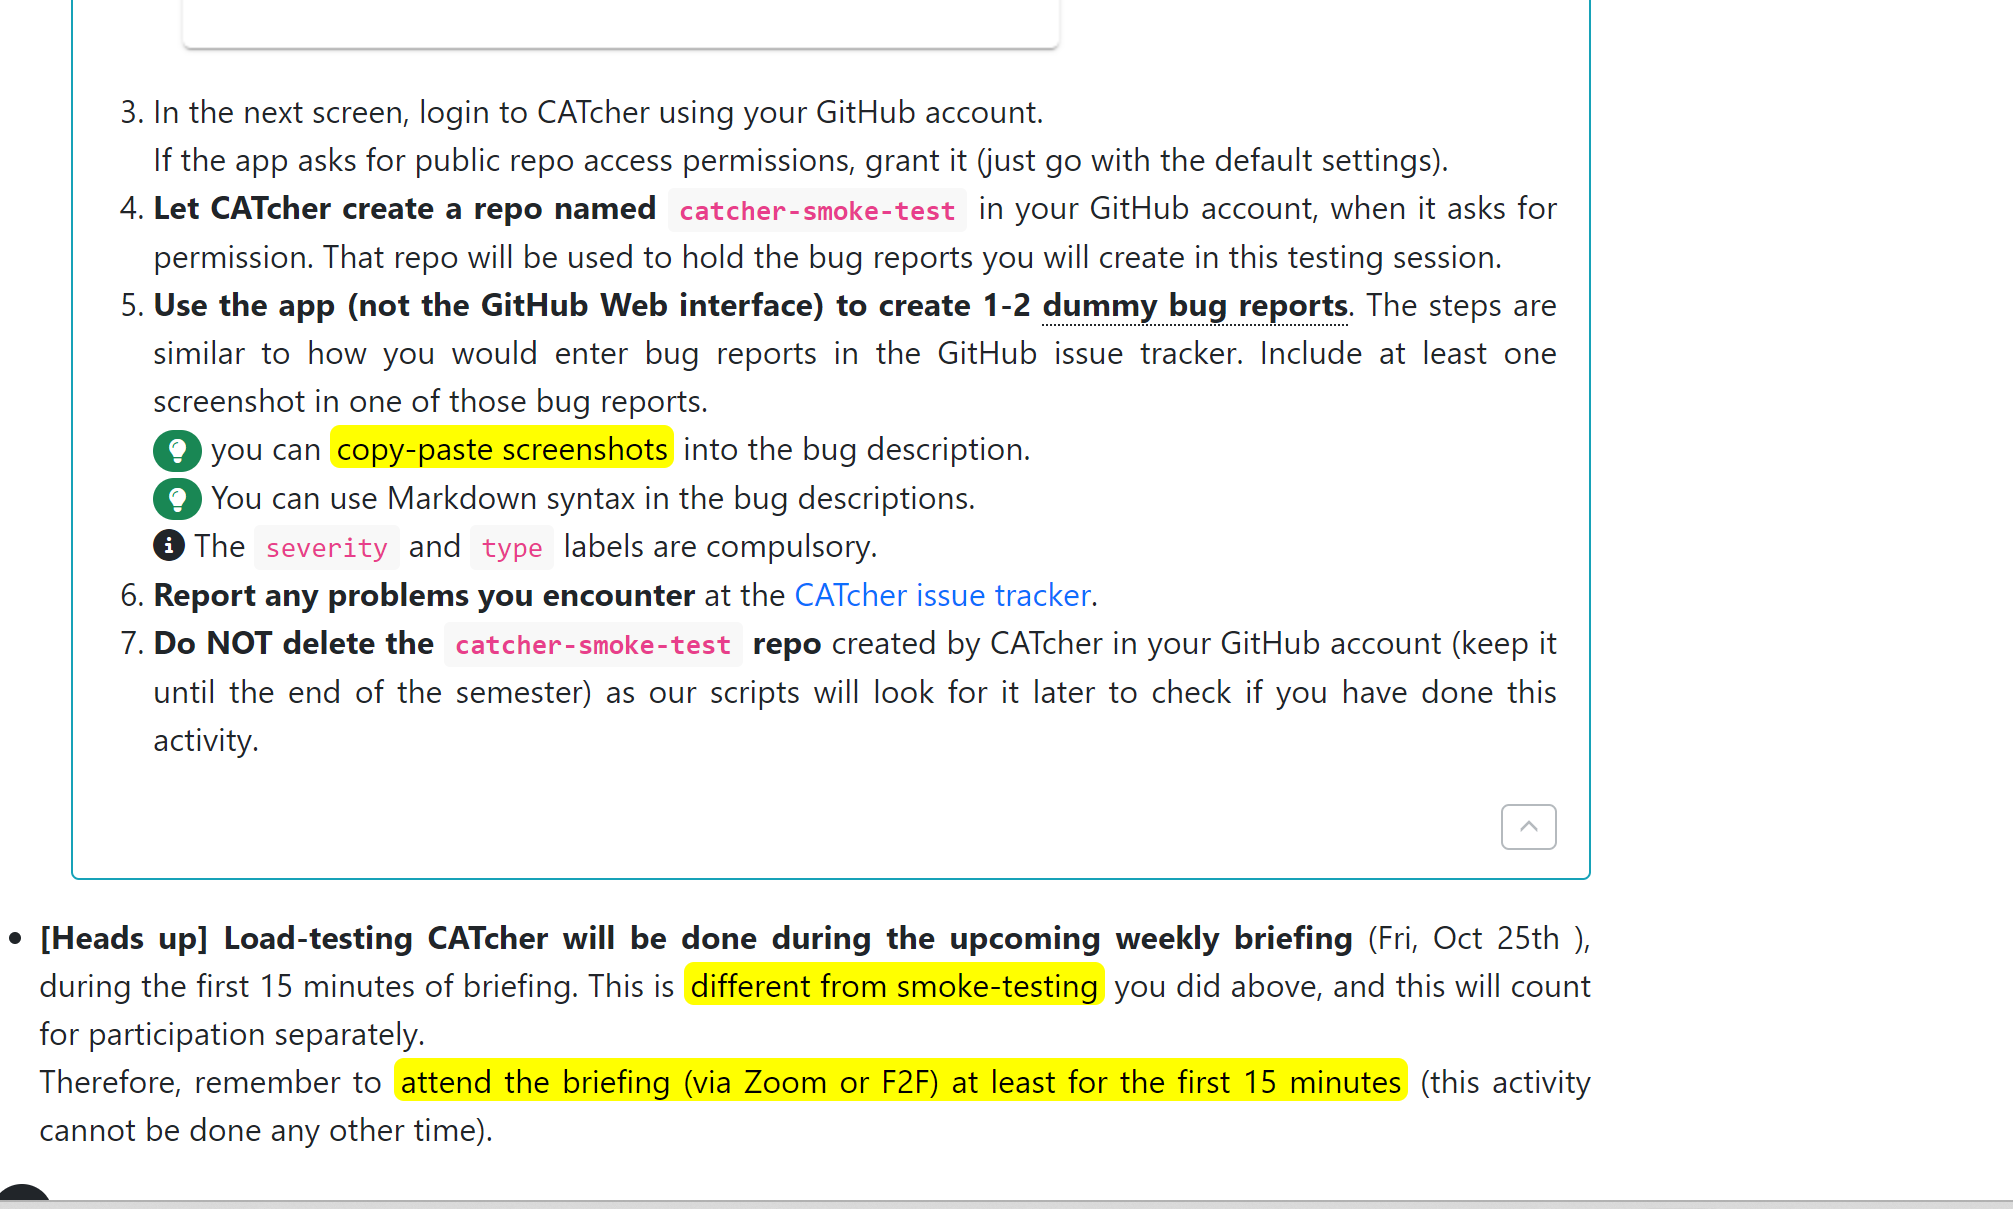 3. In the next screen, login to CATcher using your GitHub account.
If the app asks for public repo access permissions, grant it (just go with the default settings).
4. Let CATcher create a repo named catcher-smoke-test in your GitHub account, when it asks for
permission. That repo will be used to hold the bug reports you will create in this testing session.
5. Use the app (not the GitHub Web interface) to create 1-2 dummy bug reports. The steps are
similar to how you would enter bug reports in the GitHub issue tracker. Include at least one
screenshot in one of those bug reports.
you can copy-paste screenshots into the bug description.
You can use Markdown syntax in the bug descriptions.
The severity and type labels are compulsory.
6. Report any problems you encounter at the CATcher issue tracker.
7. Do NOT delete the catcher-smoke-test repo created by CATcher in your GitHub account (keep it
until the end of the semester) as our scripts will look for it later to check if you have done this
activity.
• [Heads up] Load-testing CATcher will be done during the upcoming weekly briefing (Fri, Oct 25th ),
during the first 15 minutes of briefing. This is different from smoke-testing you did above, and this will count
for participation separately.
Therefore, remember to attend the briefing (via Zoom or F2F) at least for the first 15 minutes (this activity
cannot be done any other time).